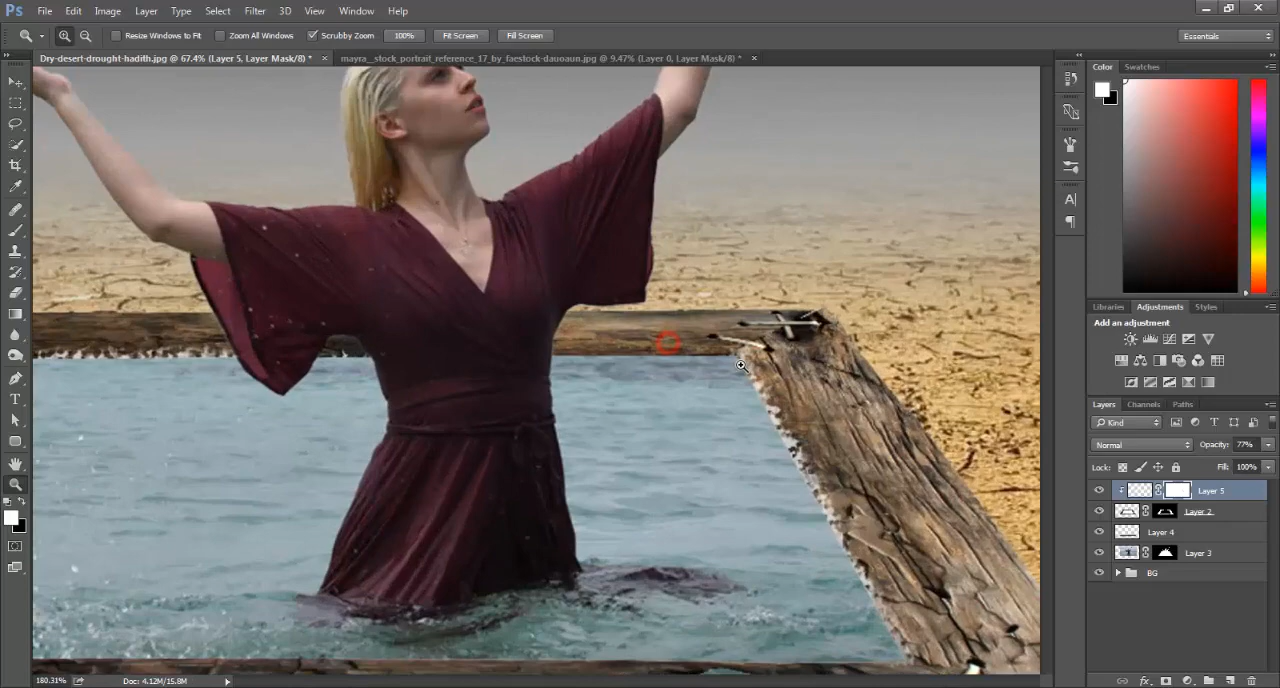 Ps File Edit Image Layer Type Select Filter 3D View Window Help
Resize Windows to Fit Zoom All Windows Scrubby Zoom 100% Fit Screen Fill Screen Essentials
Dry-desert-drought-hadith.jpg @ 67.4% (Layer 5, Layer Mask/8) * × mayra__stock_portrait_reference_17_by_faestock-dauoaun.jpg @ 9.47% (Layer 0, Layer Mask/8) * ×
Color Swatches
Libraries Adjustments Styles
Add an adjustment
Layers Channels Paths
Kind
Normal Opacity: 77%
Lock: Fill: 100%
Layer 5
Layer 2
Layer 4
Layer 3
BG
180.31% Doc: 4.12M/15.8M